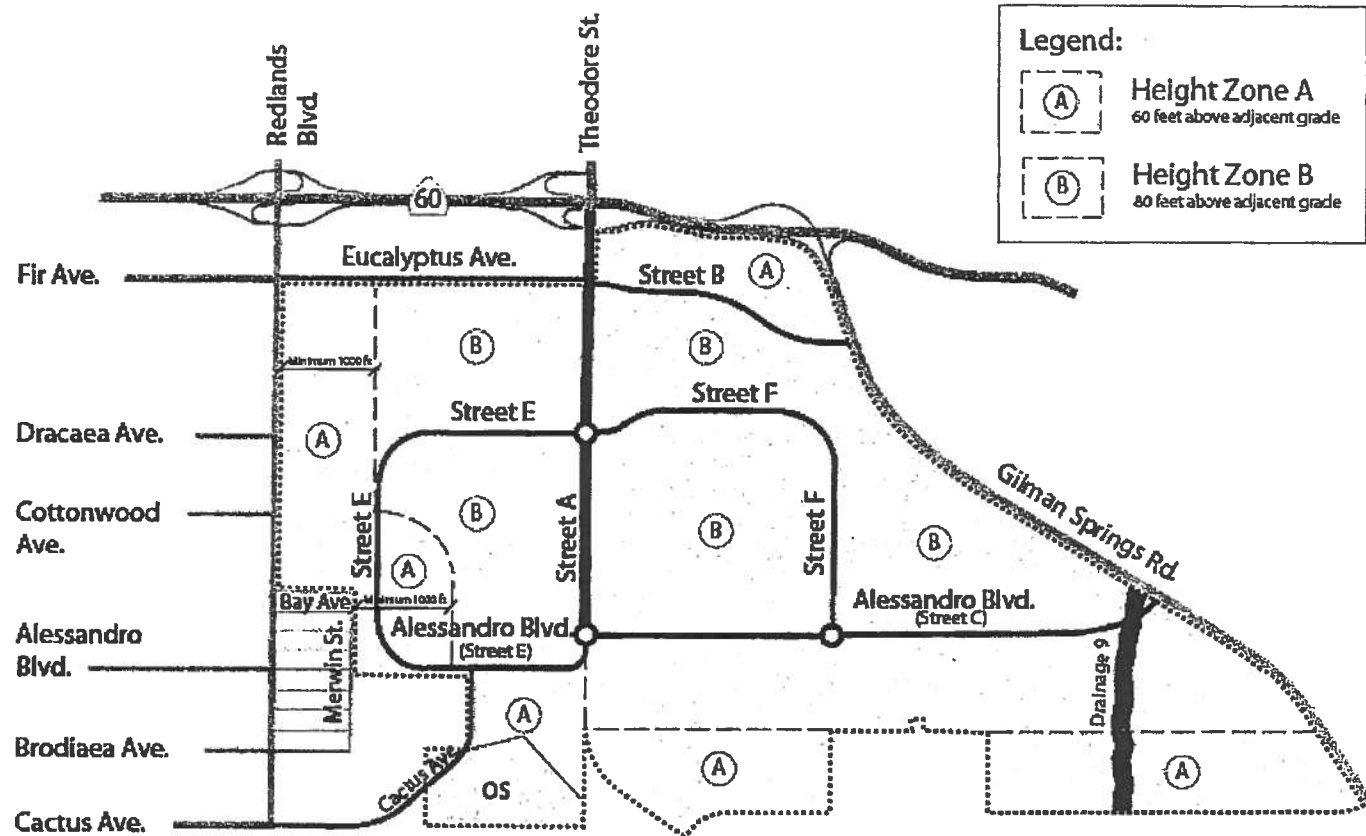 Legend:
A
Height Zone A
60 feet above adjacent grade
B
Height Zone B
80 feet above adjacent grade
Redlands
Blvd.
Theodore St.
60
Fir Ave.
Eucalyptus Ave.
Street B
A
B
B
Minimum 1000 ft
Street E
Street F
Dracaea Ave.
A
Cottonwood
Ave.
Street E
B
Street A
B
Street F
B
Gilman Springs Rd.
A
Bay Ave
Minimum 1000 ft
Alessandro Blvd.
(Street C)
Alessandro
Blvd.
Merwin St.
Alessandro Blvd.
(Street E)
Drainage 9
A
Brodiaea Ave.
Cactus Ave.
OS
A
A
Cactus Ave.